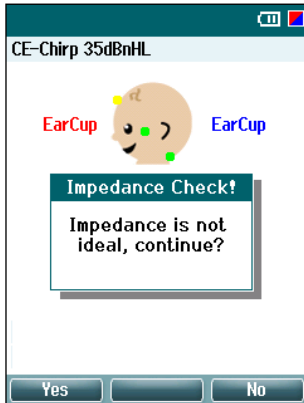 CE-Chirp 35dBnHL
EarCup EarCup
Impedance Check!
Impedance is not
ideal, continue?
Yes No